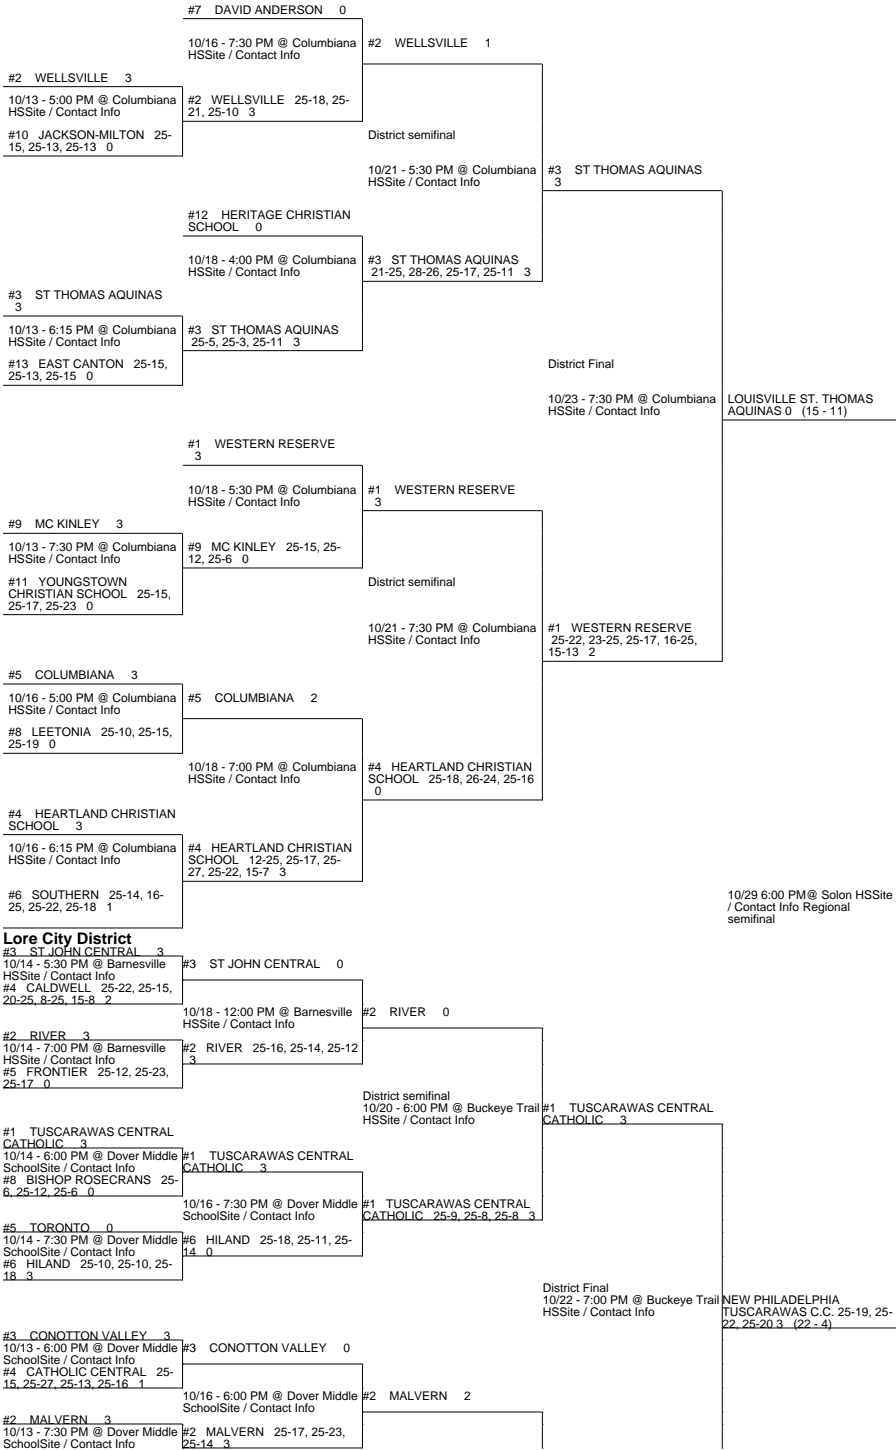 #7 DAVID ANDERSON 0
10/16 - 7:30 PM @ Columbiana
HSSite / Contact Info
#2 WELLSVILLE 1
#2 WELLSVILLE 3
10/13 - 5:00 PM @ Columbiana
HSSite / Contact Info
#2 WELLSVILLE 25-18, 25-
21, 25-10 3
#10 JACKSON-MILTON 25-
15, 25-13, 25-13 0
District semifinal
10/21 - 5:30 PM @ Columbiana
HSSite / Contact Info
#3 ST THOMAS AQUINAS
3
#12 HERITAGE CHRISTIAN
SCHOOL 0
10/18 - 4:00 PM @ Columbiana
HSSite / Contact Info
#3 ST THOMAS AQUINAS
21-25, 28-26, 25-17, 25-11 3
#3 ST THOMAS AQUINAS
3
10/13 - 6:15 PM @ Columbiana
HSSite / Contact Info
#3 ST THOMAS AQUINAS
25-5, 25-3, 25-11 3
#13 EAST CANTON 25-15,
25-13, 25-15 0
District Final
10/23 - 7:30 PM @ Columbiana
HSSite / Contact Info
LOUISVILLE ST. THOMAS
AQUINAS 0 (15 - 11)
#1 WESTERN RESERVE
3
10/18 - 5:30 PM @ Columbiana
HSSite / Contact Info
#1 WESTERN RESERVE
3
#9 MC KINLEY 3
10/13 - 7:30 PM @ Columbiana
HSSite / Contact Info
#9 MC KINLEY 25-15, 25-
12, 25-6 0
#11 YOUNGSTOWN
CHRISTIAN SCHOOL 25-15,
25-17, 25-23 0
District semifinal
10/21 - 7:30 PM @ Columbiana
HSSite / Contact Info
#1 WESTERN RESERVE
25-22, 23-25, 25-17, 16-25,
15-13 2
#5 COLUMBIANA 3
10/16 - 5:00 PM @ Columbiana
HSSite / Contact Info
#5 COLUMBIANA 2
#8 LEETONIA 25-10, 25-15,
25-19 0
10/18 - 7:00 PM @ Columbiana
HSSite / Contact Info
#4 HEARTLAND CHRISTIAN
SCHOOL 25-18, 26-24, 25-16
0
#4 HEARTLAND CHRISTIAN
SCHOOL 3
10/16 - 6:15 PM @ Columbiana
HSSite / Contact Info
#4 HEARTLAND CHRISTIAN
SCHOOL 12-25, 25-17, 25-
27, 25-22, 15-7 3
#6 SOUTHERN 25-14, 16-
25, 25-22, 25-18 1
10/29 6:00 PM@ Solon HSSite
/ Contact Info Regional
semifinal
Lore City District
#3 ST JOHN CENTRAL 3
10/14 - 5:30 PM @ Barnesville
HSSite / Contact Info
#3 ST JOHN CENTRAL 0
#4 CALDWELL 25-22, 25-15,
20-25, 8-25, 15-8 2
10/18 - 12:00 PM @ Barnesville
HSSite / Contact Info
#2 RIVER 0
#2 RIVER 3
10/14 - 7:00 PM @ Barnesville
HSSite / Contact Info
#2 RIVER 25-16, 25-14, 25-12
3
#5 FRONTIER 25-12, 25-23,
25-17 0
District semifinal
10/20 - 6:00 PM @ Buckeye Trail
HSSite / Contact Info
#1 TUSCARAWAS CENTRAL
CATHOLIC 3
#1 TUSCARAWAS CENTRAL
CATHOLIC 3
10/14 - 6:00 PM @ Dover Middle
SchoolSite / Contact Info
#1 TUSCARAWAS CENTRAL
CATHOLIC 3
#8 BISHOP ROSECRANS 25-
6, 25-12, 25-6 0
10/16 - 7:30 PM @ Dover Middle
SchoolSite / Contact Info
#1 TUSCARAWAS CENTRAL
CATHOLIC 25-9, 25-8, 25-8 3
#5 TORONTO 0
10/14 - 7:30 PM @ Dover Middle
SchoolSite / Contact Info
#6 HILAND 25-18, 25-11, 25-
14 0
#6 HILAND 25-10, 25-10, 25-
18 3
District Final
10/22 - 7:00 PM @ Buckeye Trail
HSSite / Contact Info
NEW PHILADELPHIA
TUSCARAWAS C.C. 25-19, 25-
22, 25-20 3 (22 - 4)
#3 CONOTTON VALLEY 3
10/13 - 6:00 PM @ Dover Middle
SchoolSite / Contact Info
#3 CONOTTON VALLEY 0
#4 CATHOLIC CENTRAL 25-
15, 25-27, 25-13, 25-16 1
10/16 - 6:00 PM @ Dover Middle
SchoolSite / Contact Info
#2 MALVERN 2
#2 MALVERN 3
10/13 - 7:30 PM @ Dover Middle
SchoolSite / Contact Info
#2 MALVERN 25-17, 25-23,
25-14 3